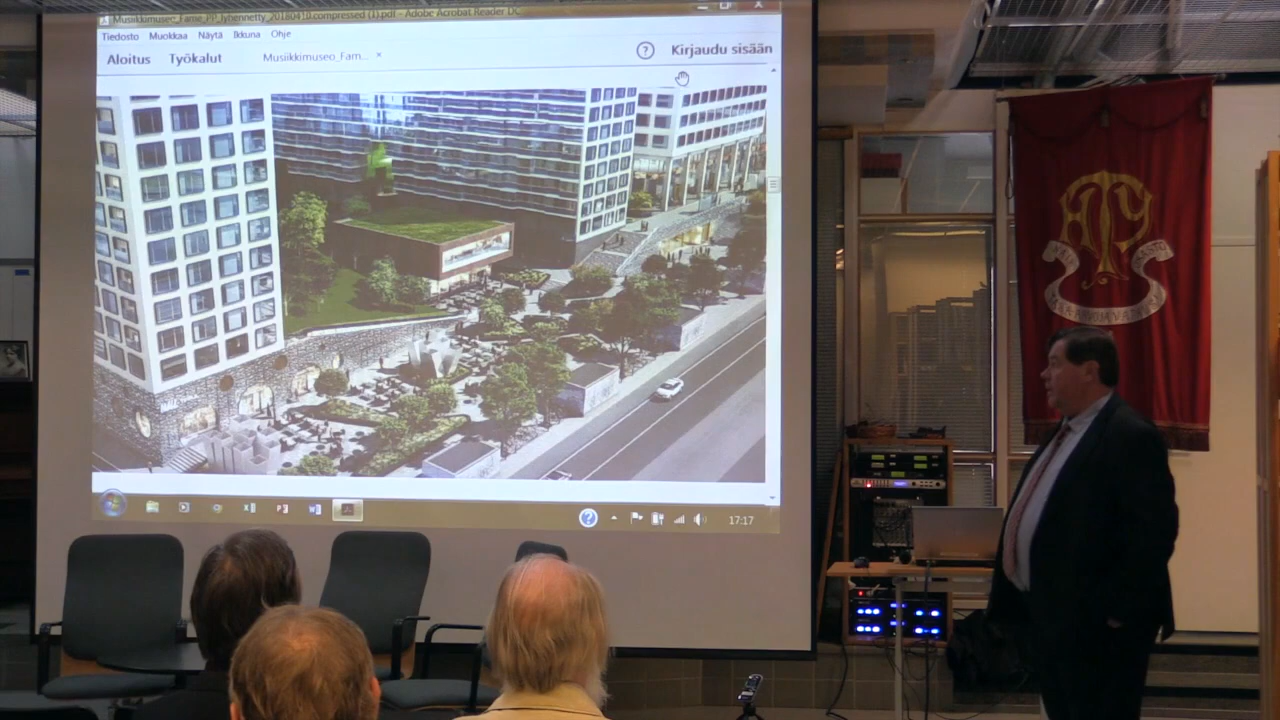 Musiikkimuseo_Fame_PP_lyhennetty_20180410.compressed (1).pdf - Adobe Acrobat Reader DC
Tiedosto Muokkaa Näytä Ikkuna Ohje
Aloitus Työkalut Musiikkimuseo_Fam... × ? Kirjaudu sisään
HTY
? 17:17